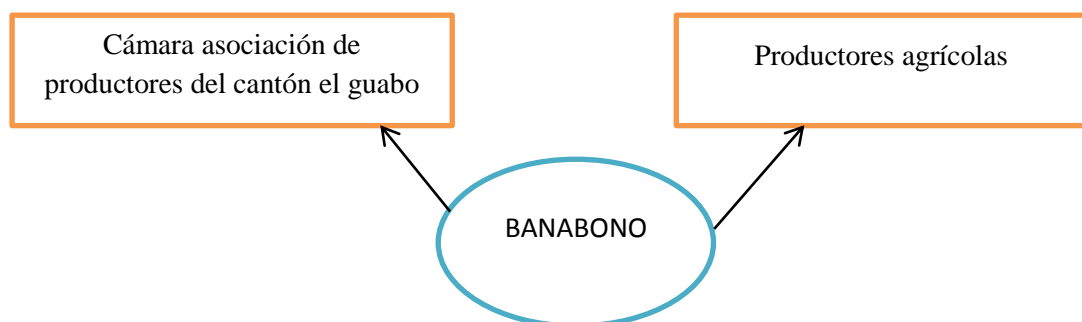 Cámara asociación de
productores del cantón el guabo
Productores agrícolas
BANABONO